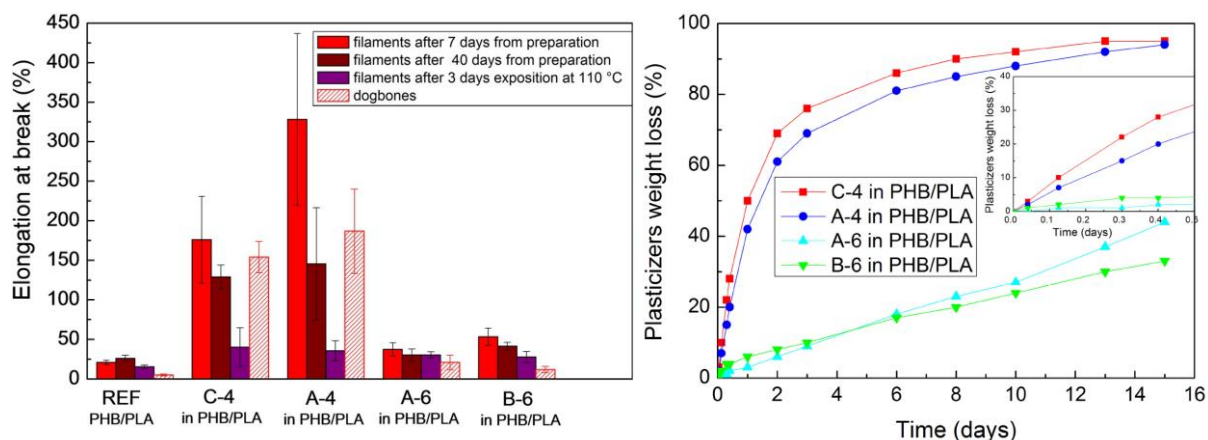 450
400
350
300
250
200
150
100
50
0
Elongation at break (%)
filaments after 7 days from preparation
filaments after 40 days from preparation
filaments after 3 days exposition at 110 °C
dogbones
REF
PHB/PLA
C-4
in PHB/PLA
A-4
in PHB/PLA
A-6
in PHB/PLA
B-6
in PHB/PLA
100
80
60
40
20
0
Plasticizers weight loss (%)
0 2 4 6 8 10 12 14 16
Time (days)
C-4 in PHB/PLA
A-4 in PHB/PLA
A-6 in PHB/PLA
B-6 in PHB/PLA
40
30
20
10
0
Plasticizers weight loss (%)
0.0 0.1 0.2 0.3 0.4 0.5
Time (days)